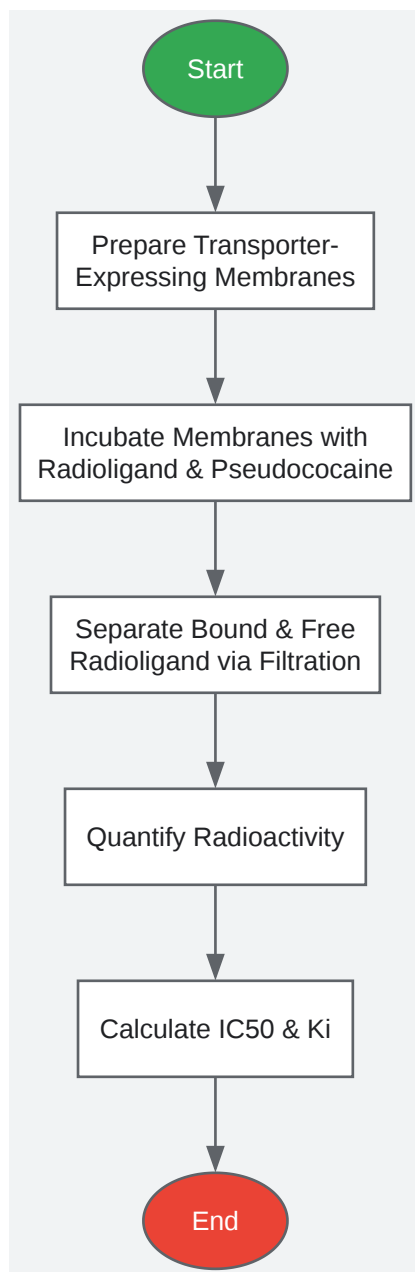 Start
Prepare Transporter-
Expressing Membranes
Incubate Membranes with
Radioligand & Pseudococaine
Separate Bound & Free
Radioligand via Filtration
Quantify Radioactivity
Calculate IC50 & Ki
End